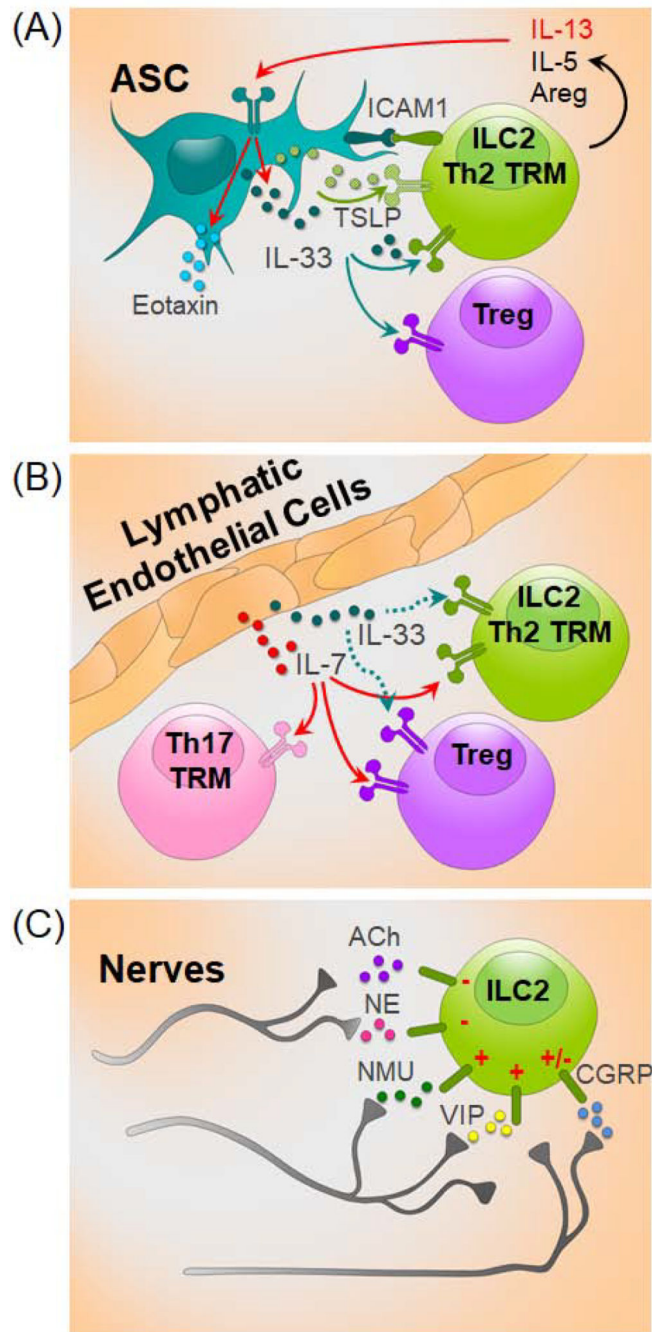 (A)
ASC
IL-13
IL-5
Areg
ICAM1
ILC2
Th2 TRM
TSLP
IL-33
Eotaxin
Treg
(B)
Lymphatic
Endothelial Cells
ILC2
Th2 TRM
IL-33
IL-7
Th17
TRM
Treg
(C)
Nerves
ACh
-
ILC2
NE
-
NMU
+
+
+/-
CGRP
VIP